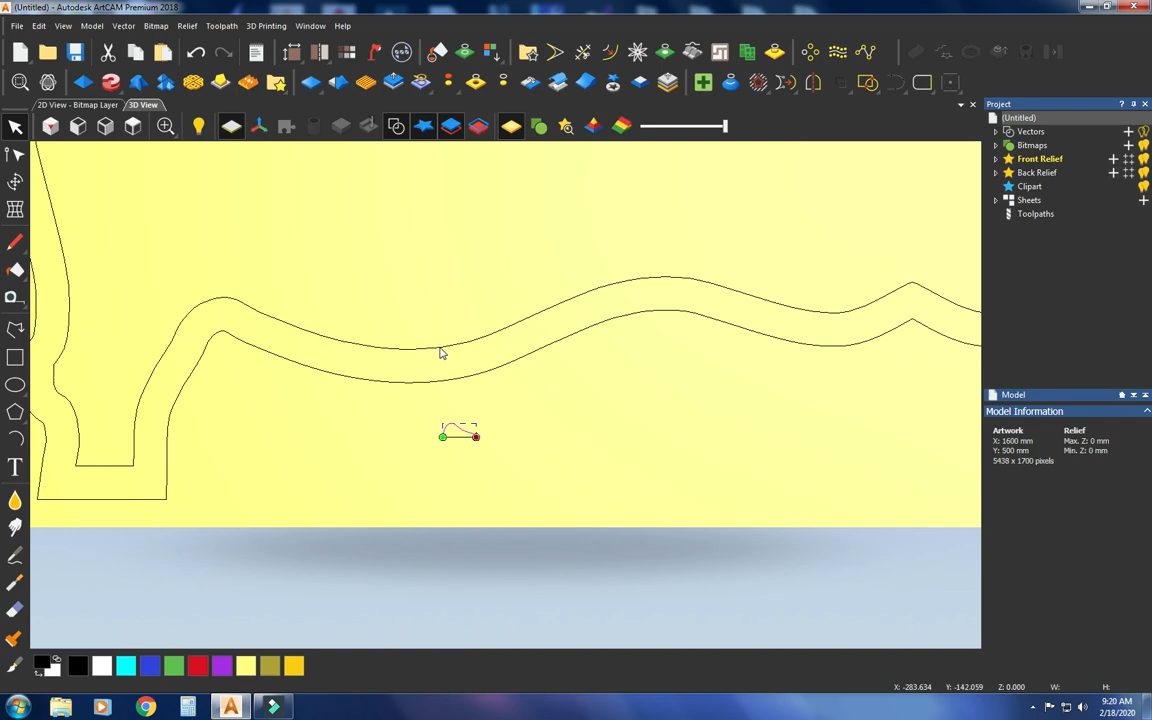 (Untitled) - Autodesk ArtCAM Premium 2018
File Edit View Model Vector Bitmap Relief Toolpath 3D Printing Window Help
2D View - Bitmap Layer 3D View
Project
(Untitled)
Vectors
Bitmaps
Front Relief
Back Relief
Clipart
Sheets
Toolpaths
Model
Model Information
Artwork Relief
X: 1600 mm Max. Z: 0 mm
Y: 500 mm Min. Z: 0 mm
5438 x 1700 pixels
X: -283.634 Y: -142.059 Z: 0.000 W: H:
9:20 AM
2/18/2020